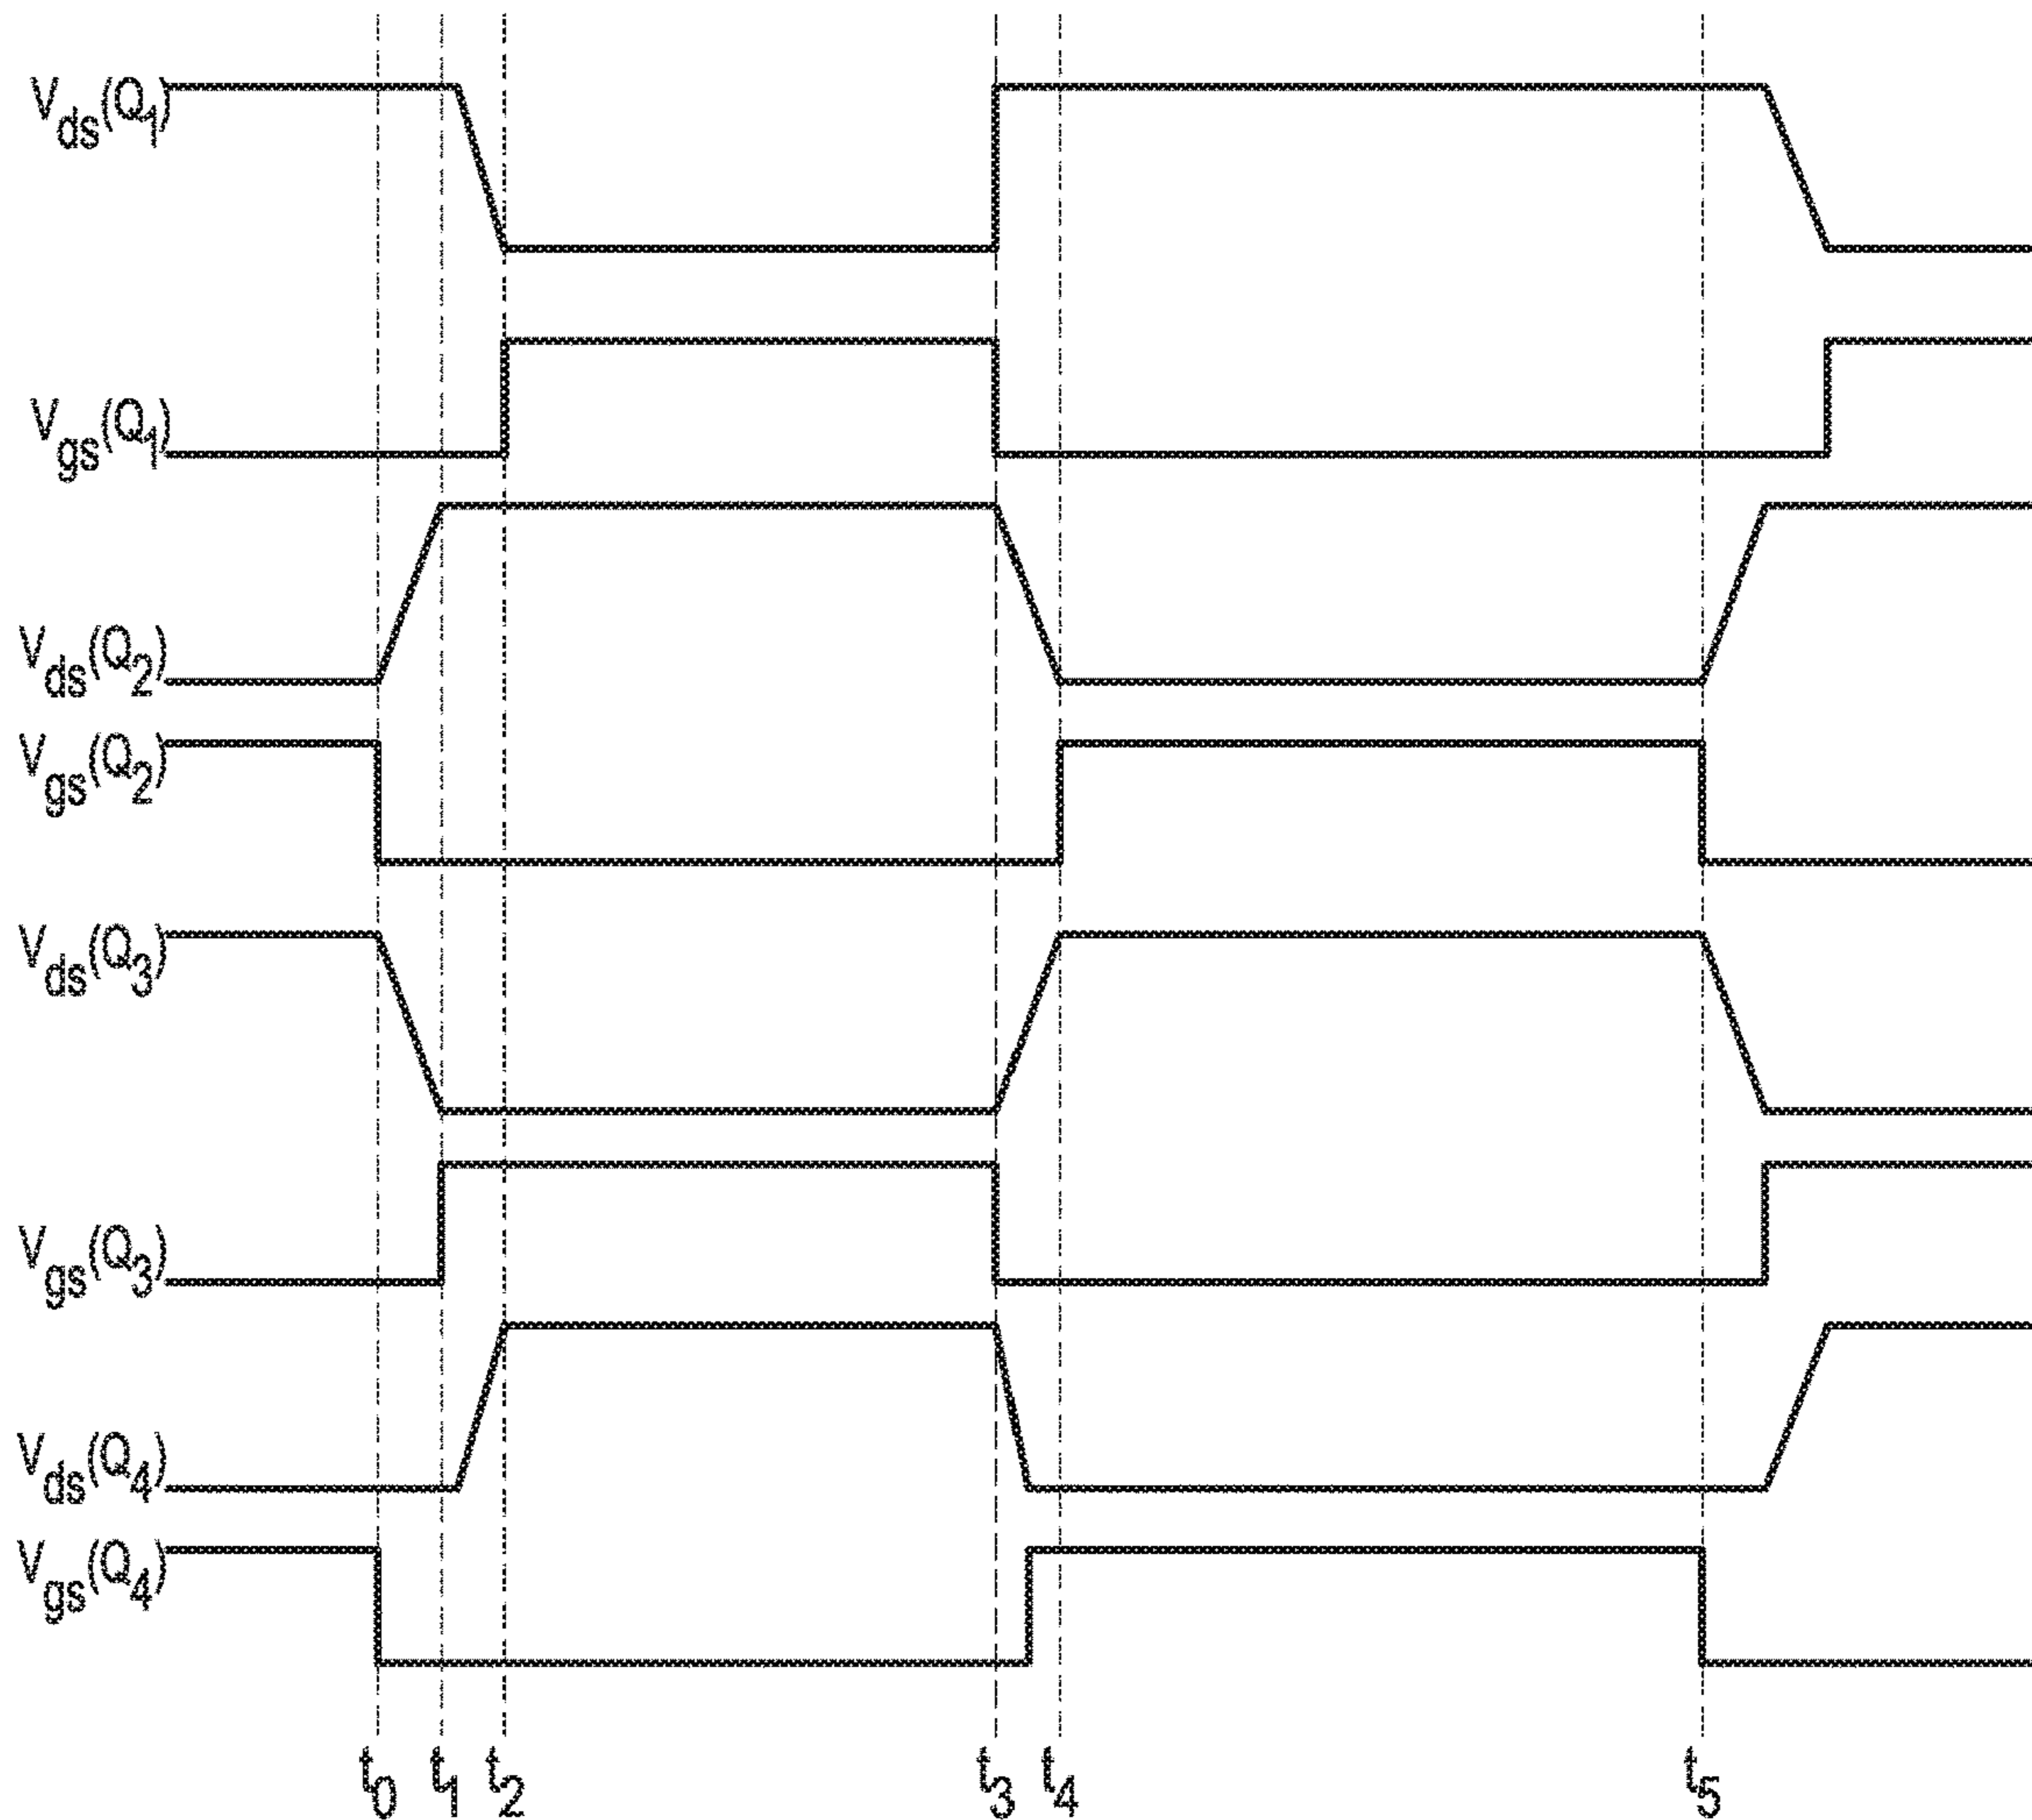 Vds(Q1)
Vgs(Q1)
Vds(Q2)
Vgs(Q2)
Vds(Q3)
Vgs(Q3)
Vds(Q4)
Vgs(Q4)
t0 t1 t2 t3 t4 t5